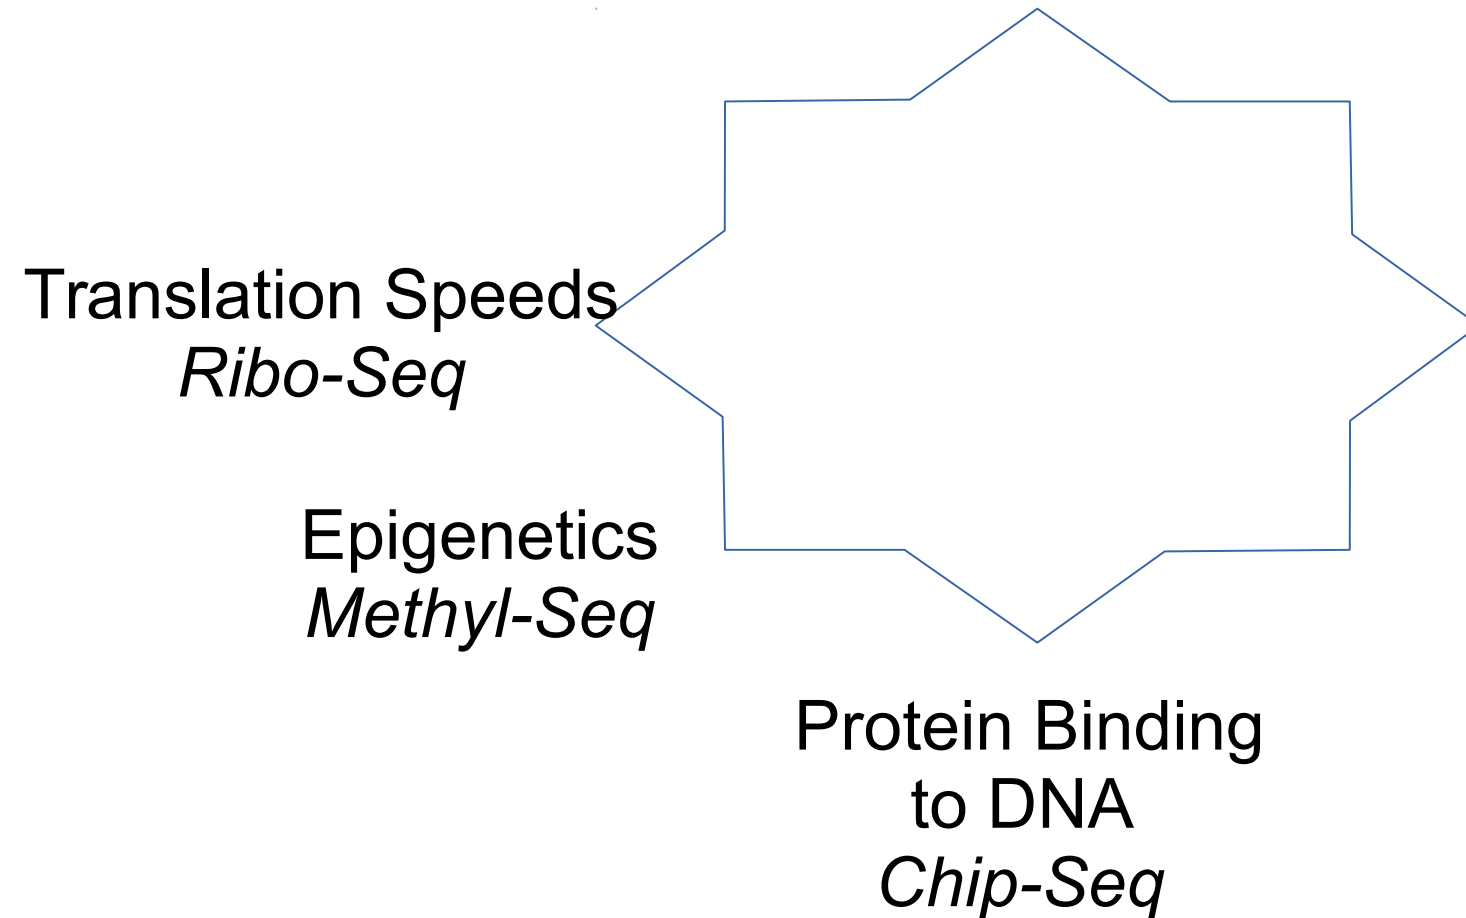 Translation Speeds
Ribo-Seq
Epigenetics
Methyl-Seq
Protein Binding
to DNA
Chip-Seq